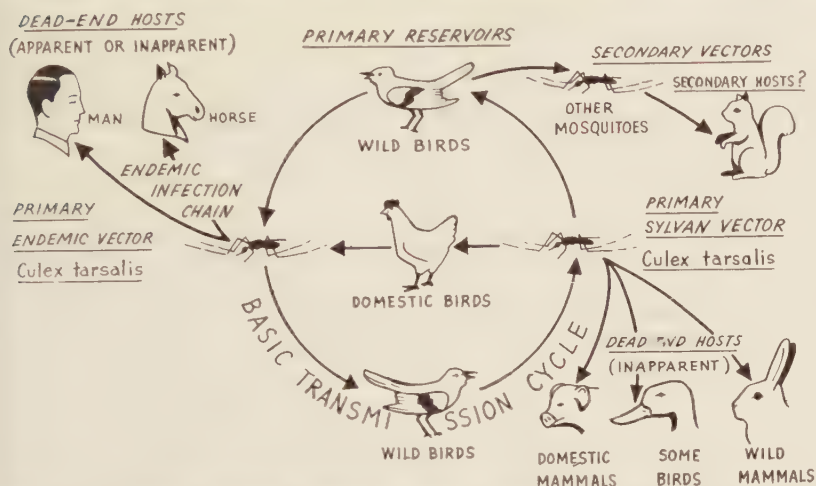 DEAD-END HOSTS
(APPARENT OR INAPPARENT)
MAN
HORSE
PRIMARY RESERVOIRS
WILD BIRDS
SECONDARY VECTORS
OTHER
MOSQUITOES
SECONDARY HOSTS?
ENDEMIC
INFECTION
CHAIN
PRIMARY
ENDEMIC VECTOR
Culex tarsalis
DOMESTIC BIRDS
PRIMARY
SYLVAN VECTOR
Culex tarsalis
BASIC TRANSMISSION CYCLE
WILD BIRDS
DEAD END HOSTS
(INAPPARENT)
DOMESTIC
MAMMALS
SOME
BIRDS
WILD
MAMMALS